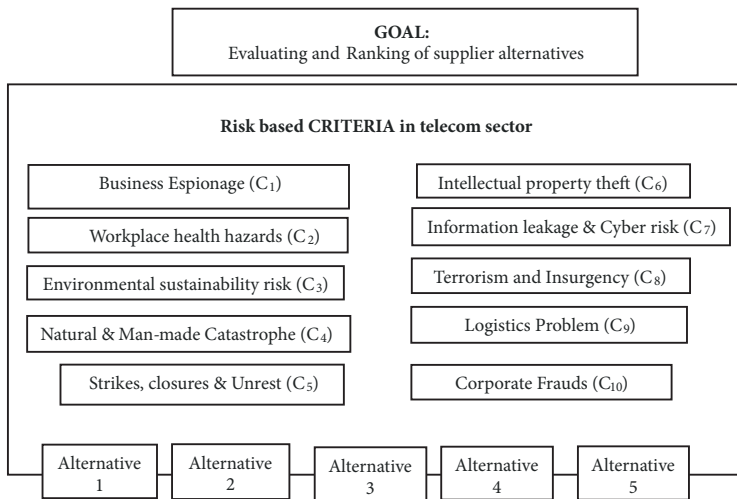 GOAL:
Evaluating and Ranking of supplier alternatives
Risk based CRITERIA in telecom sector
Business Espionage (C₁)
Workplace health hazards (C₂)
Environmental sustainability risk (C₃)
Natural & Man-made Catastrophe (C₄)
Strikes, closures & Unrest (C₅)
Intellectual property theft (C₆)
Information leakage & Cyber risk (C₇)
Terrorism and Insurgency (C₈)
Logistics Problem (C₉)
Corporate Frauds (C₁₀)
Alternative
1
Alternative
2
Alternative
3
Alternative
4
Alternative
5